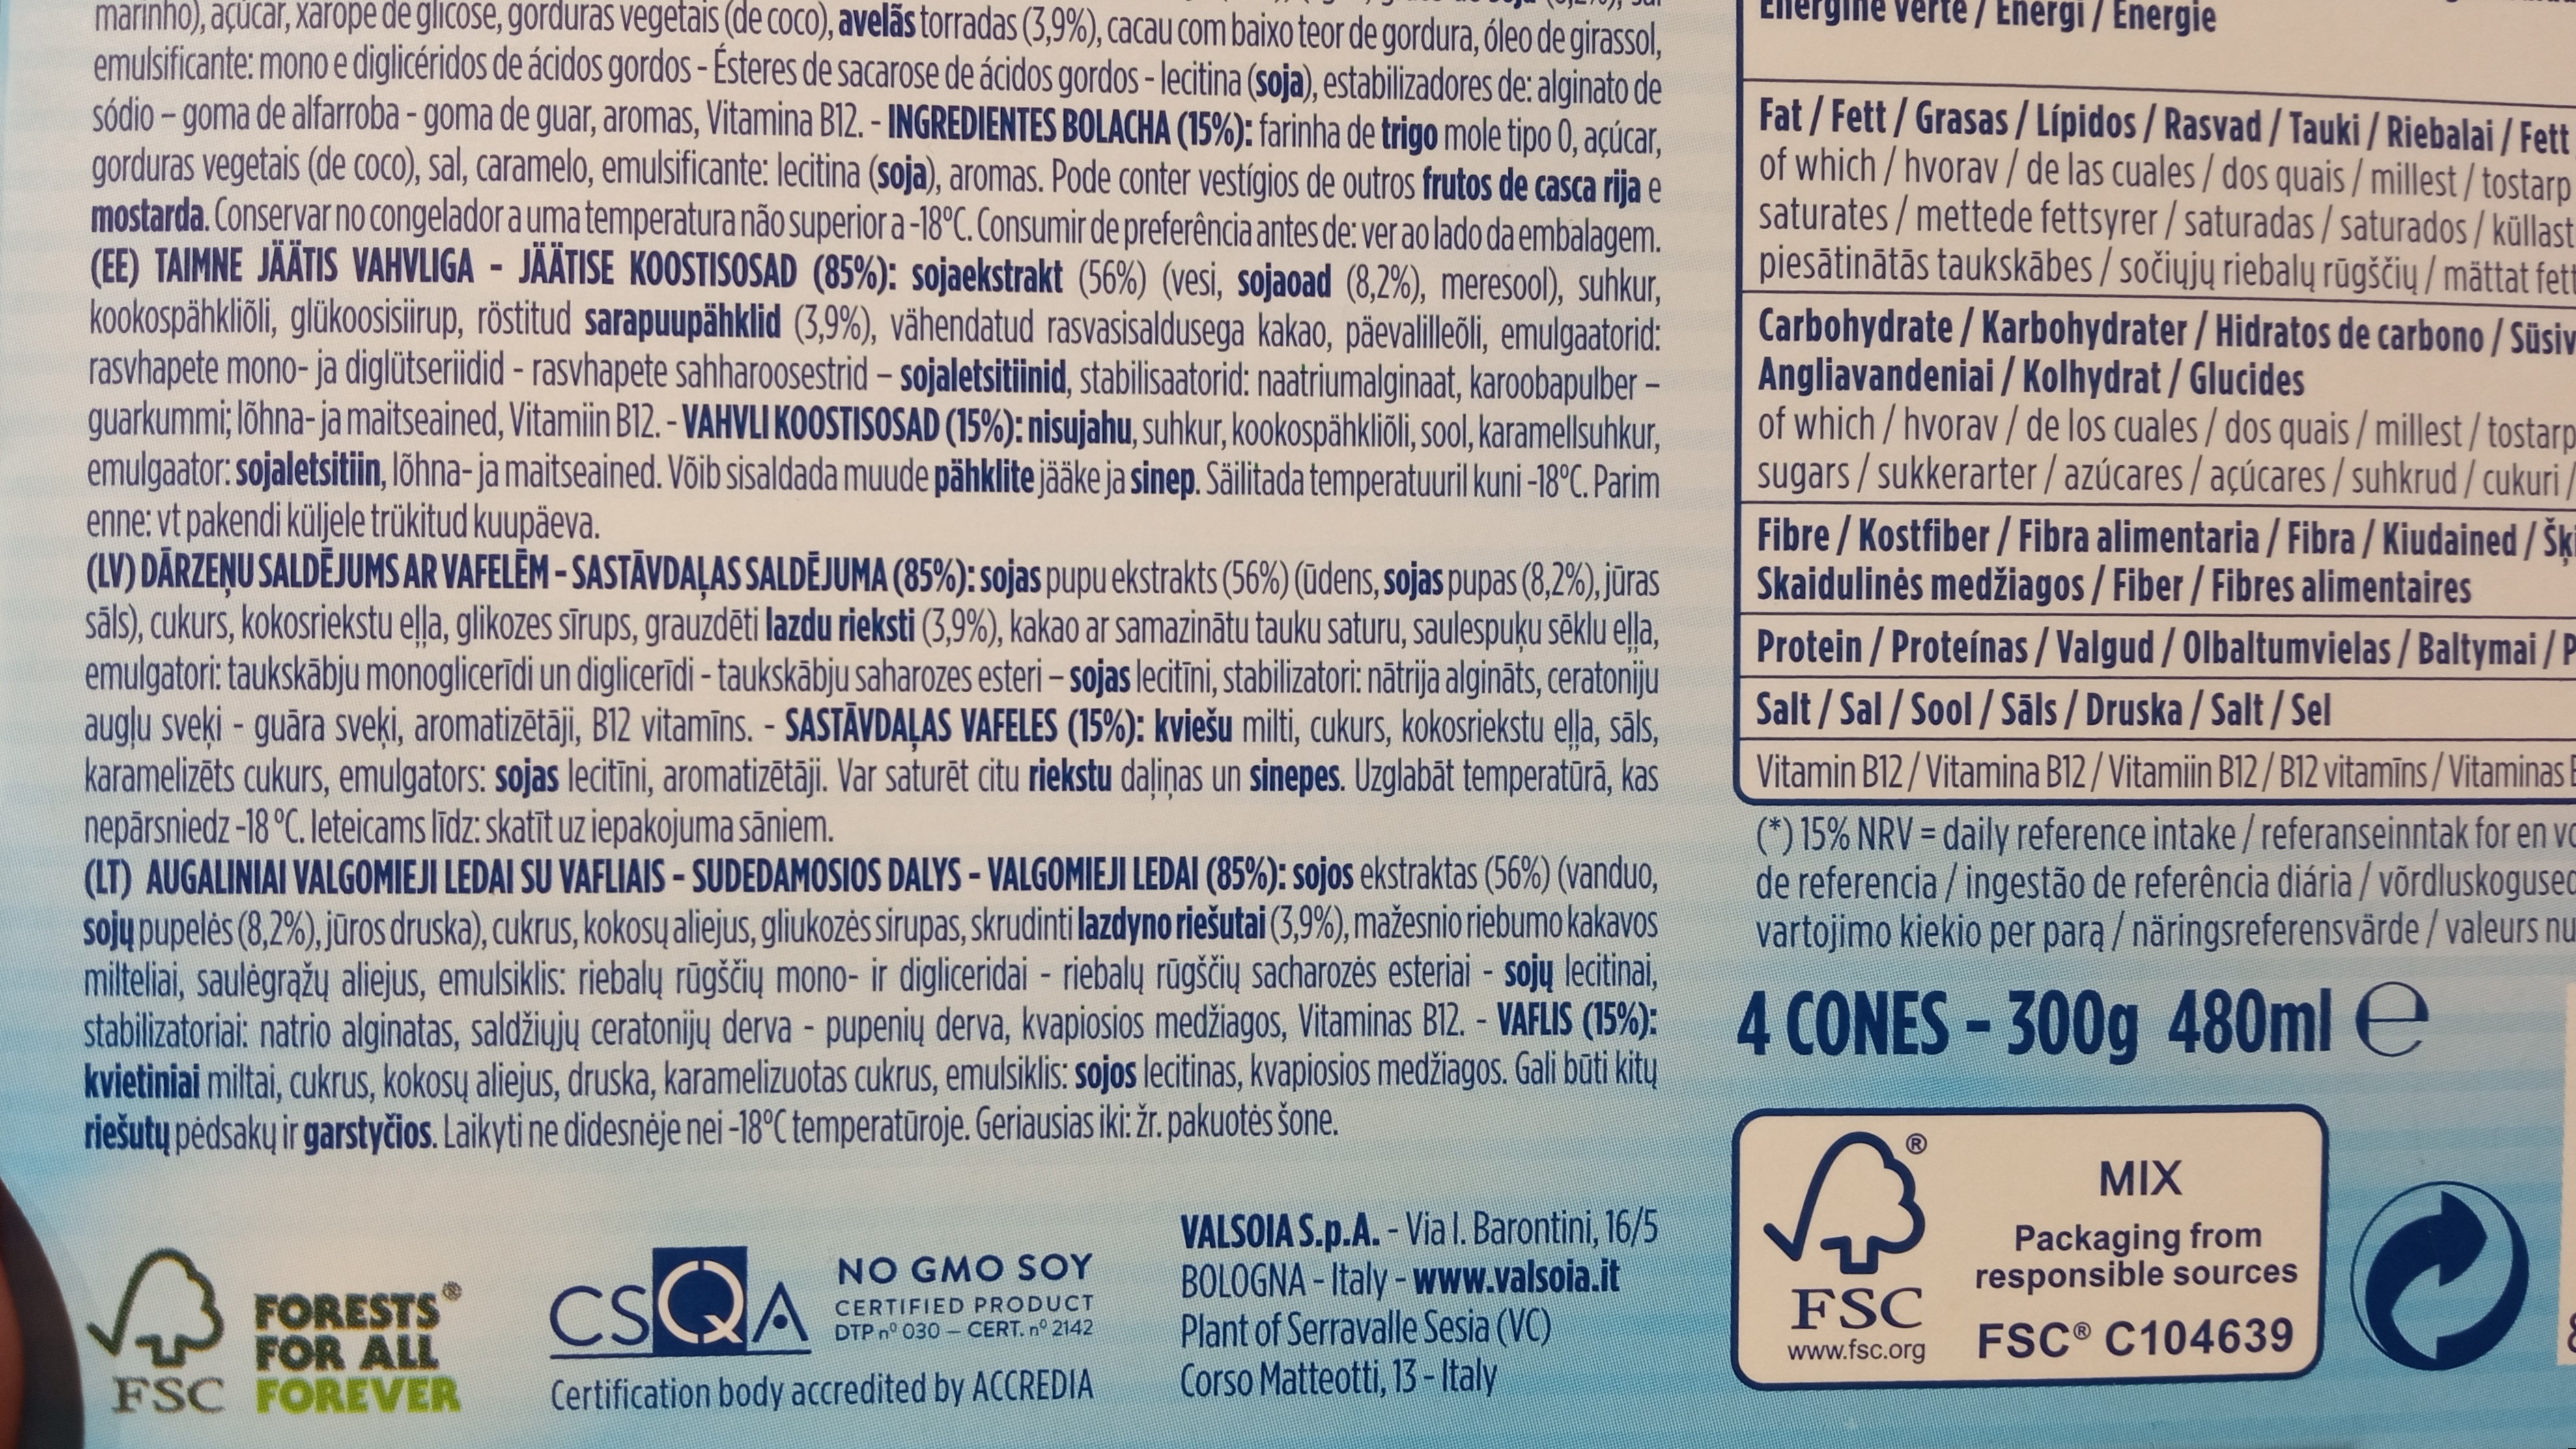 marinho), açúcar, xarope de glicose, gorduras vegetais (de coco), avelãs torradas (3,9%), cacau com baixo teor de gordura, óleo de girassol,
emulsificante: mono e diglicéridos de ácidos gordos - Ésteres de sacarose de ácidos gordos - lecitina (soja), estabilizadores de: alginato de
sódio – goma de alfarroba - goma de guar, aromas, Vitamina B12. - INGREDIENTES BOLACHA (15%): farinha de trigo mole tipo 0, açúcar,
gorduras vegetais (de coco), sal, caramelo, emulsificante: lecitina (soja), aromas. Pode conter vestígios de outros frutos de casca rija e
mostarda. Conservar no congelador a uma temperatura não superior a -18°C. Consumir de preferência antes de: ver ao lado da embalagem.
(EE) TAIMNE JÄÄTIS VAHVLIGA - JÄÄTISE KOOSTISOSAD (85%): sojaekstrakt (56%) (vesi, sojaoad (8,2%), meresool), suhkur,
kookospähkliõli, glükoosisiirup, röstitud sarapuupähklid (3,9%), vähendatud rasvasisaldusega kakao, päevalilleõli, emulgaatorid:
rasvhapete mono- ja diglütseriidid - rasvhapete sahharoosestrid – sojaletsitiinid, stabilisaatorid: naatriumalginaat, karoobapulber –
guarkummi; lõhna- ja maitseained, Vitamiin B12. - VAHVLI KOOSTISOSAD (15%): nisujahu, suhkur, kookospähkliõli, sool, karamellsuhkur,
emulgaator: sojaletsitiin, lõhna- ja maitseained. Võib sisaldada muude pähklite jääke ja sinep. Säilitada temperatuuril kuni -18°C. Parim
enne: vt pakendi küljele trükitud kuupäeva.
(LV) DĀRZEŅU SALDĒJUMS AR VAFELĒM - SASTĀVDAĻAS SALDĒJUMA (85%): sojas pupu ekstrakts (56%) (ūdens, sojas pupas (8,2%), jūras
sāls), cukurs, kokosriekstu eļļa, glikozes sīrups, grauzdēti lazdu rieksti (3,9%), kakao ar samazinātu tauku saturu, saulespuķu sēklu eļļa,
emulgatori: taukskābju monoglicerīdi un diglicerīdi - taukskābju saharozes esteri – sojas lecitīni, stabilizatori: nātrija algināts, ceratoniju
augļu sveķi - guāra sveķi, aromatizētāji, B12 vitamīns. - SASTĀVDAĻAS VAFELES (15%): kviešu milti, cukurs, kokosriekstu eļļa, sāls,
karamelizēts cukurs, emulgators: sojas lecitīni, aromatizētāji. Var saturēt citu riekstu daļiņas un sinepes. Uzglabāt temperatūrā, kas
nepārsniedz -18 °C. Ieteicams līdz: skatīt uz iepakojuma sāniem.
(LT) AUGALINIAI VALGOMIEJI LEDAI SU VAFLIAIS - SUDEDAMOSIOS DALYS - VALGOMIEJI LEDAI (85%): sojos ekstraktas (56%) (vanduo,
sojų pupelės (8,2%), jūros druska), cukrus, kokosų aliejus, gliukozės sirupas, skrudinti lazdyno riešutai (3,9%), mažesnio riebumo kakavos
milteliai, saulėgrąžų aliejus, emulsiklis: riebalų rūgščių mono- ir digliceridai - riebalų rūgščių sacharozės esteriai - sojų lecitinai,
stabilizatoriai: natrio alginatas, saldžiųjų ceratonijų derva - pupenių derva, kvapiosios medžiagos, Vitaminas B12. - VAFLIS (15%):
kvietiniai miltai, cukrus, kokosų aliejus, druska, karamelizuotas cukrus, emulsiklis: sojos lecitinas, kvapiosios medžiagos. Gali būti kitų
riešutų pėdsakų ir garstyčios. Laikyti ne didesnėje nei -18°C temperatūroje. Geriausias iki: žr. pakuotės šone.
FORESTS®
FOR ALL
FOREVER
FSC
CSQA
NO GMO SOY
CERTIFIED PRODUCT
DTP n° 030 – CERT. n° 2142
Certification body accredited by ACCREDIA
VALSOIA S.p.A. - Via I. Barontini, 16/5
BOLOGNA - Italy - www.valsoia.it
Plant of Serravalle Sesia (VC)
Corso Matteotti, 13 - Italy
Energine verte / Energi / Energie
Fat / Fett / Grasas / Lípidos / Rasvad / Tauki / Riebalai / Fett
of which / hvorav / de las cuales / dos quais / millest / tostarp
saturates / mettede fettsyrer / saturadas / saturados / küllast
piesātinātās taukskābes / sočiųjų riebalų rūgščių / mättat fett
Carbohydrate / Karbohydrater / Hidratos de carbono / Süsiv
Angliavandeniai / Kolhydrat / Glucides
of which / hvorav / de los cuales / dos quais / millest / tostarp
sugars / sukkerarter / azúcares / açúcares / suhkrud / cukuri /
Fibre / Kostfiber / Fibra alimentaria / Fibra / Kiudained / Šķi
Skaidulinės medžiagos / Fiber / Fibres alimentaires
Protein / Proteínas / Valgud / Olbaltumvielas / Baltymai / P
Salt / Sal / Sool / Sāls / Druska / Salt / Sel
Vitamin B12 / Vitamina B12 / Vitamiin B12 / B12 vitamīns / Vitaminas B
(*) 15% NRV = daily reference intake / referanseinntak for en vo
de referencia / ingestão de referência diária / võrdluskogused
vartojimo kiekio per parą / näringsreferensvärde / valeurs nu
4 CONES - 300g 480ml ℮
®
FSC
www.fsc.org
MIX
Packaging from
responsible sources
FSC® C104639